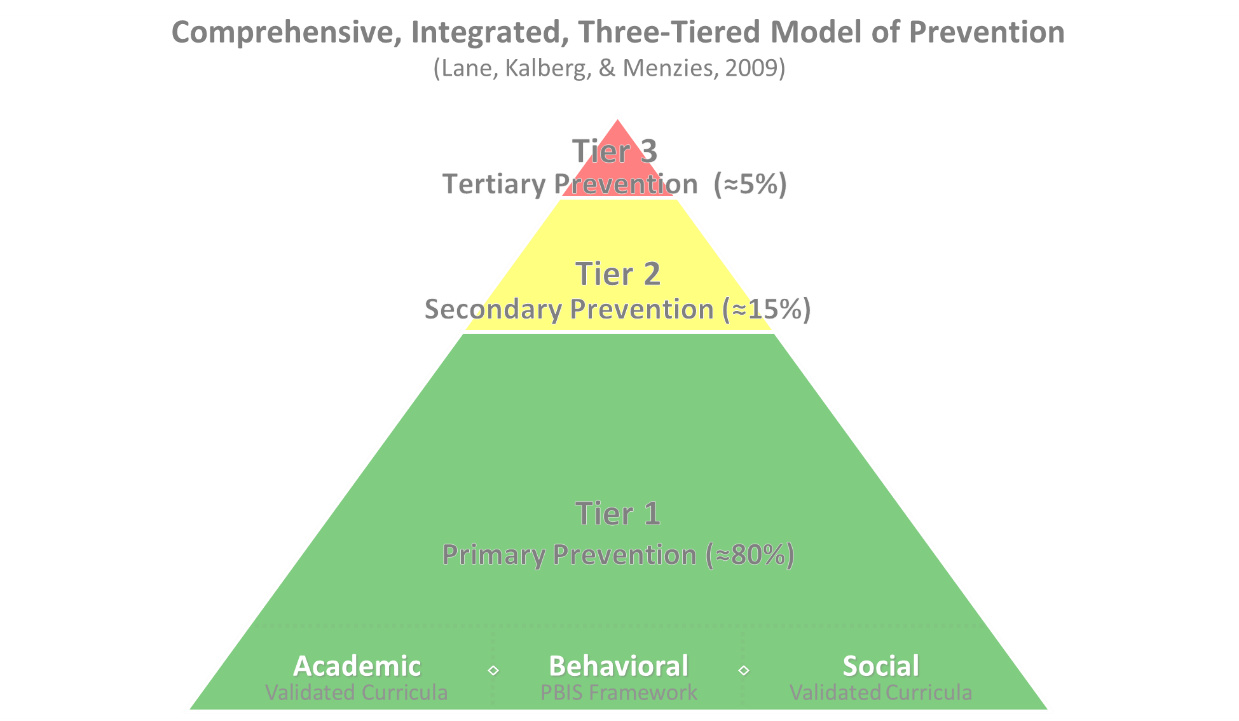 Comprehensive, Integrated, Three-Tiered Model of Prevention
(Lane, Kalberg, & Menzies, 2009)
Tier 3
Tertiary Prevention (≈5%)
Tier 2
Secondary Prevention (≈15%)
Tier 1
Primary Prevention (≈80%)
Academic ◇ Behavioral ◇ Social
Validated Curricula PBIS Framework Validated Curricula